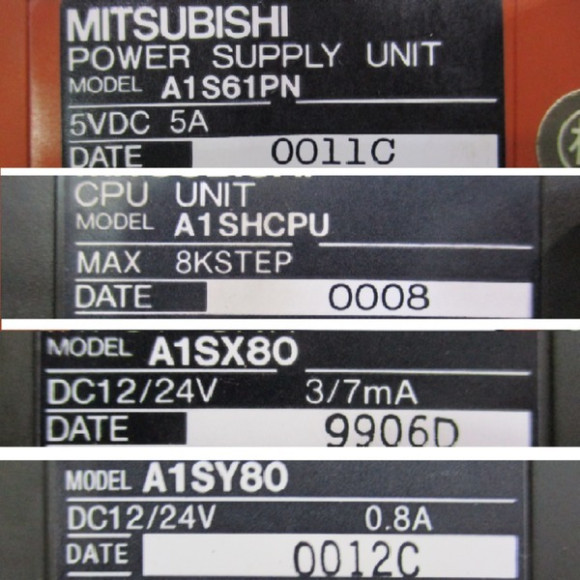 MITSUBISHI
POWER SUPPLY UNIT
MODEL A1S61PN
5VDC 5A
DATE 0011C
CPU UNIT
MODEL A1SHCPU
MAX 8KSTEP
DATE 0008
MODEL A1SX80
DC12/24V 3/7mA
DATE 9906D
MODEL A1SY80
DC12/24V 0.8A
DATE 0012C